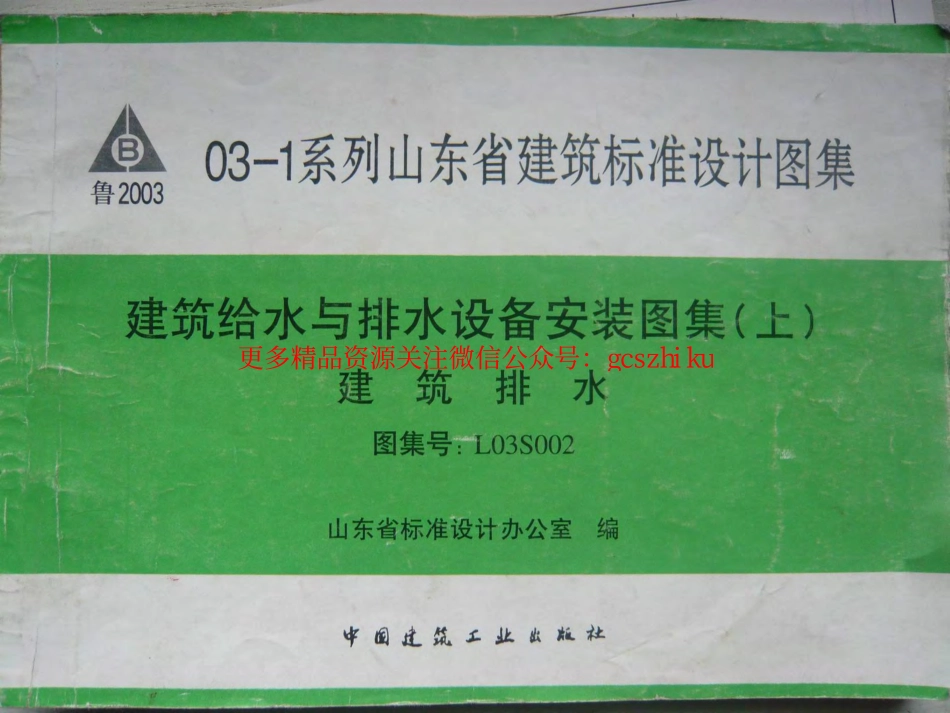 B
鲁2003
03-1系列山东省建筑标准设计图集
建筑给水与排水设备安装图集(上)
更多精品资源关注微信公众号:gcszhiku
建筑排水
图集号:L03S002
山东省标准设计办公室 编
中国建筑工业出版社